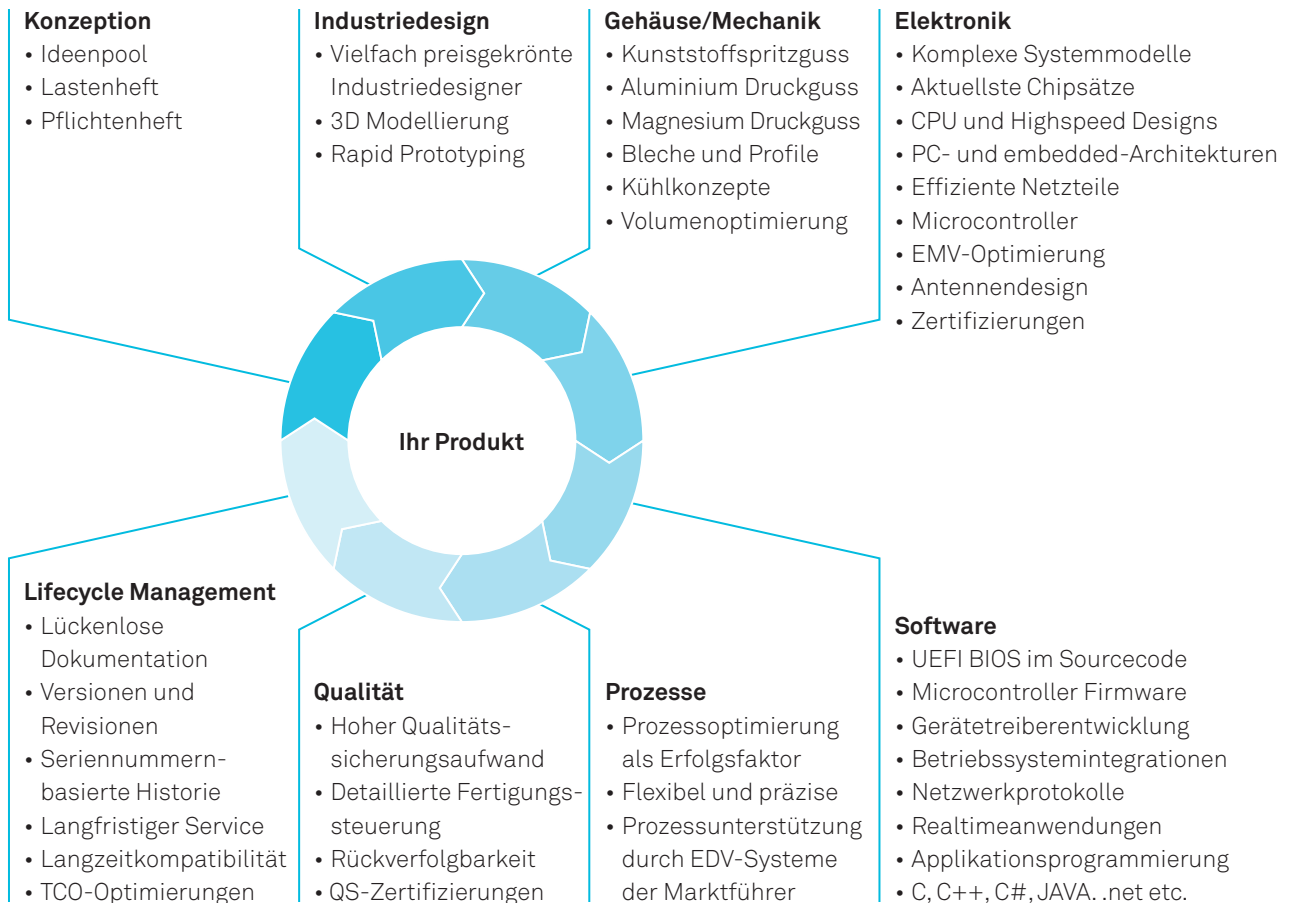 Konzeption
• Ideenpool
• Lastenheft
• Pflichtenheft
Industriedesign
• Vielfach preisgekrönte
Industriedesigner
• 3D Modellierung
• Rapid Prototyping
Gehäuse/Mechanik
• Kunststoffspritzguss
• Aluminium Druckguss
• Magnesium Druckguss
• Bleche und Profile
• Kühlkonzepte
• Volumenoptimierung
Elektronik
• Komplexe Systemmodelle
• Aktuellste Chipsätze
• CPU und Highspeed Designs
• PC- und embedded-Architekturen
• Effiziente Netzteile
• Microcontroller
• EMV-Optimierung
• Antennendesign
• Zertifizierungen
Ihr Produkt
Lifecycle Management
• Lückenlose
Dokumentation
• Versionen und
Revisionen
• Seriennummern-
basierte Historie
• Langfristiger Service
• Langzeitkompatibilität
• TCO-Optimierungen
Qualität
• Hoher Qualitäts-
sicherungsaufwand
• Detaillierte Fertigungs-
steuerung
• Rückverfolgbarkeit
• QS-Zertifizierungen
Prozesse
• Prozessoptimierung
als Erfolgsfaktor
• Flexibel und präzise
• Prozessunterstützung
durch EDV-Systeme
der Marktführer
Software
• UEFI BIOS im Sourcecode
• Microcontroller Firmware
• Gerätetreiberentwicklung
• Betriebssystemintegrationen
• Netzwerkprotokolle
• Realtimeanwendungen
• Applikationsprogrammierung
• C, C++, C#, JAVA. .net etc.